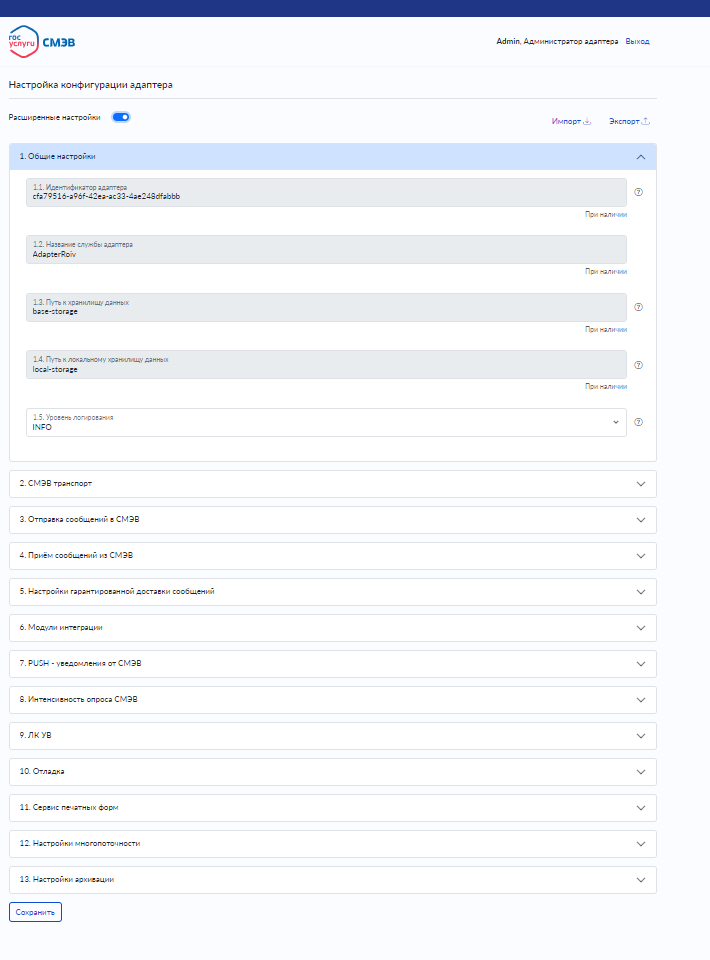 гос
услуги СМЭВ
Admin, Администратор адаптера Выход
Настройка конфигурации адаптера
Расширенные настройки
Импорт Экспорт
1. Общие настройки
1.1. Идентификатор адаптера
cfa79516-a96f-42ea-ac33-4ae248dfabbb
При наличии
1.2. Название службы адаптера
AdapterRoiv
При наличии
1.3. Путь к хранилищу данных
base-storage
При наличии
1.4. Путь к локальному хранилищу данных
local-storage
При наличии
1.5. Уровень логирования
INFO
2. СМЭВ транспорт
3. Отправка сообщений в СМЭВ
4. Приём сообщений из СМЭВ
5. Настройки гарантированной доставки сообщений
6. Модули интеграции
7. PUSH - уведомления от СМЭВ
8. Интенсивность опроса СМЭВ
9. ЛК УВ
10. Отладка
11. Сервис печатных форм
12. Настройки многопоточности
13. Настройки архивации
Сохранить